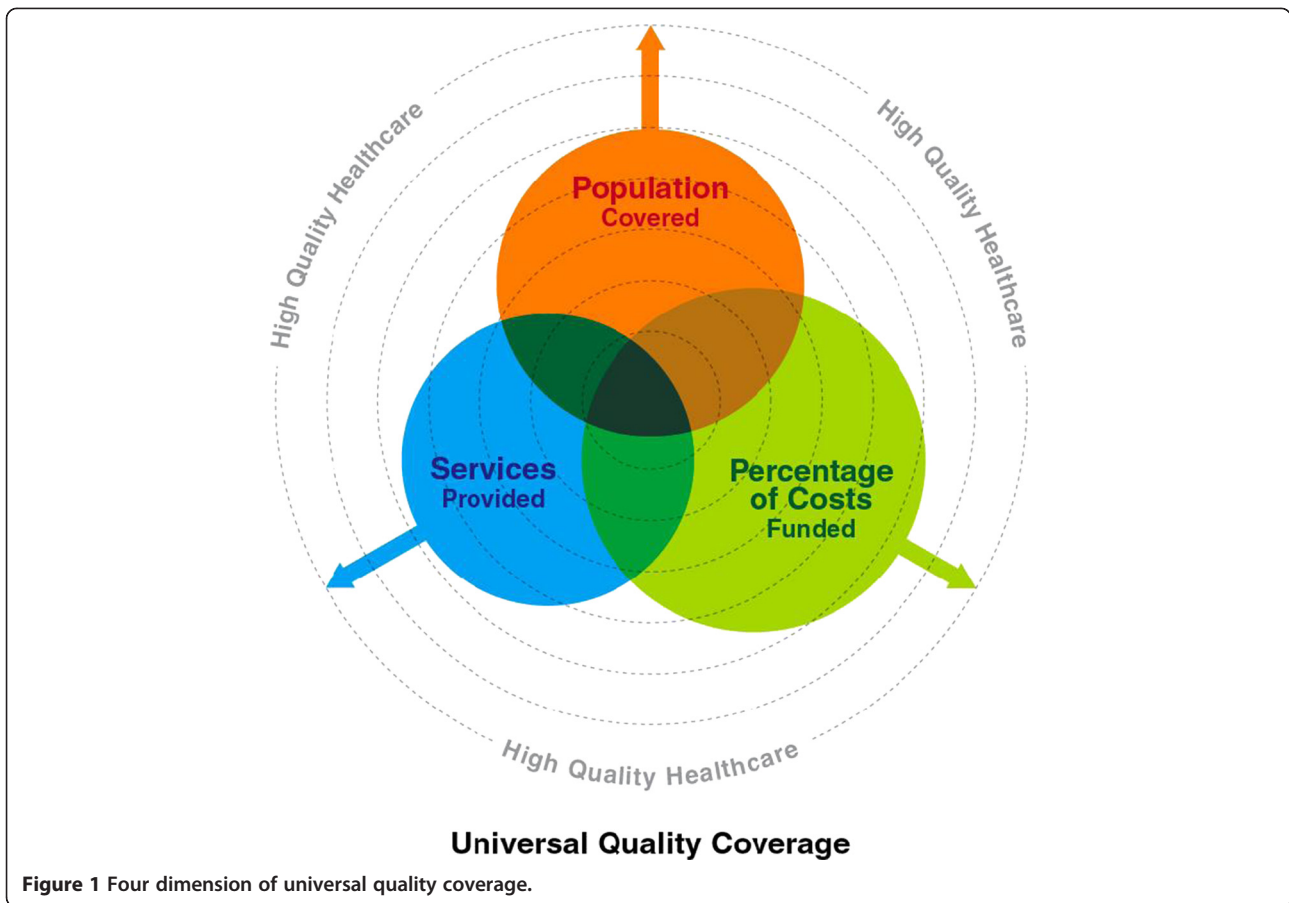 High Quality Healthcare
High Quality Healthcare
Population
Covered
Services
Provided
Percentage
of Costs
Funded
High Quality Healthcare
Universal Quality Coverage
Figure 1 Four dimension of universal quality coverage.